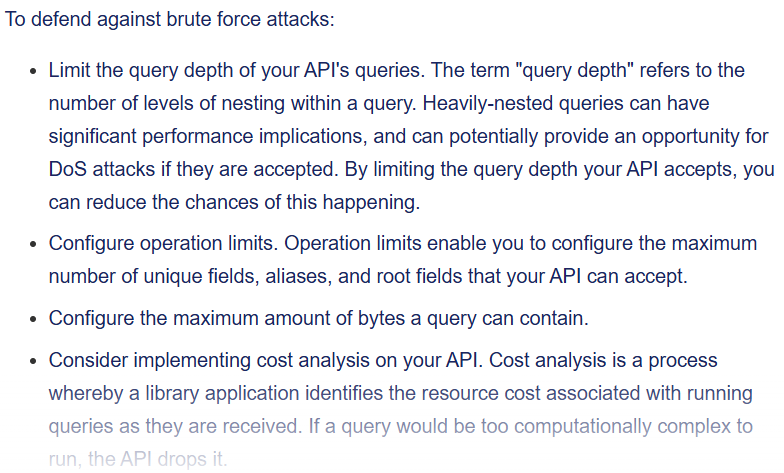 To defend against brute force attacks:
• Limit the query depth of your API's queries. The term "query depth" refers to the
number of levels of nesting within a query. Heavily-nested queries can have
significant performance implications, and can potentially provide an opportunity for
DoS attacks if they are accepted. By limiting the query depth your API accepts, you
can reduce the chances of this happening.
• Configure operation limits. Operation limits enable you to configure the maximum
number of unique fields, aliases, and root fields that your API can accept.
• Configure the maximum amount of bytes a query can contain.
• Consider implementing cost analysis on your API. Cost analysis is a process
whereby a library application identifies the resource cost associated with running
queries as they are received. If a query would be too computationally complex to
run, the API drops it.